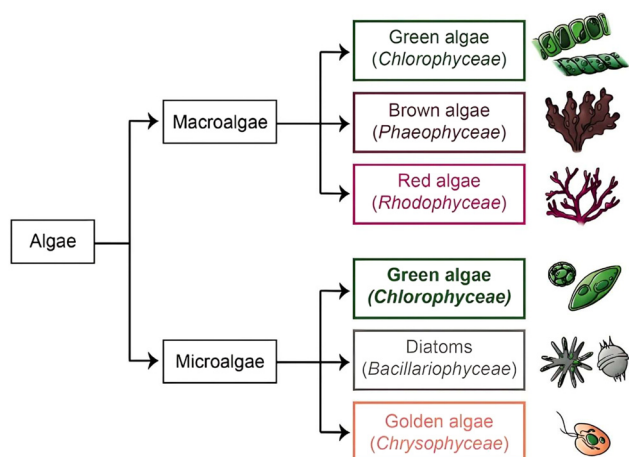 Green algae
(Chlorophyceae)
Brown algae
(Phaeophyceae)
Macroalgae
Red algae
(Rhodophyceae)
Algae
Green algae
(Chlorophyceae)
Diatoms
(Bacillariophyceae)
Microalgae
Golden algae
(Chrysophyceae)